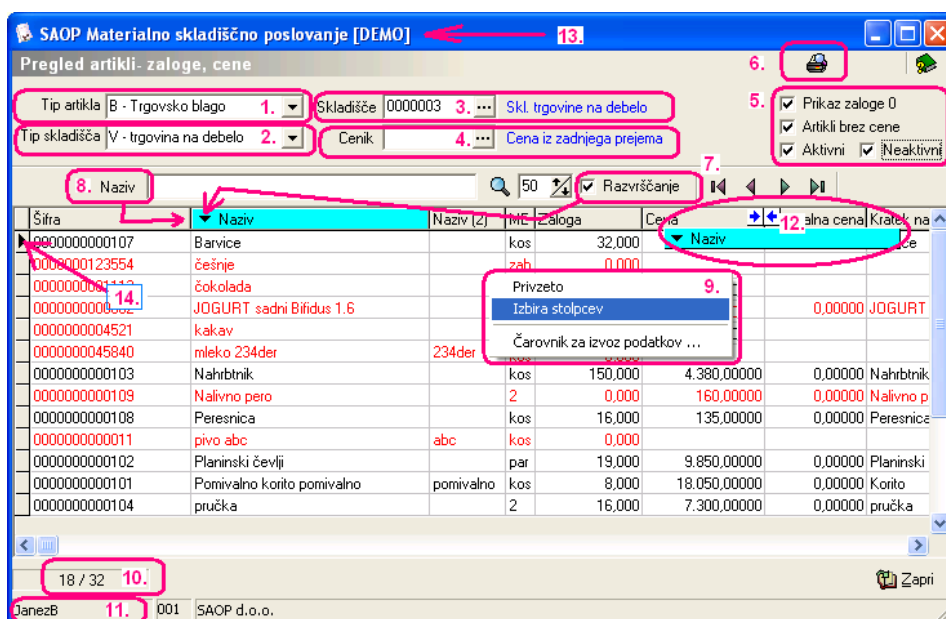 SAOP Materialno skladiščno poslovanje [DEMO] 13.
Pregled artikli- zaloge, cene 6.
Tip artikla B - Trgovsko blago 1. Skladišče 0000003 3. ... Skl. trgovine na debelo 5. Prikaz zaloge 0
Artikli brez cene
Tip skladišča V - trgovina na debelo 2. Cenik 4. ... Cena iz zadnjega prejema Aktivni Neaktivni
7.
8. Naziv 50 Razvrščanje
Šifra Naziv Naziv (2) ME Zaloga Cena 12. alna cena Kratek na
Naziv
0000000000107 Barvice kos 32,000
0000000123554 češnje zab 0,000
čokolada
14. JOGURT sadni Bifidus 1.6 0,00000 JOGURT
0000000004521 kakav
0000000045840 mleko 234der 234der kos
9.
Privzeto
Izbira stolpcev
Čarovnik za izvoz podatkov ...
0000000000103 Nahrbtnik kos 150,000 4.380,00000 0,00000 Nahrbtnik
0000000000109 Nalivno pero 2 0,000 160,00000 0,00000 Nalivno p
0000000000108 Peresnica kos 16,000 135,00000 0,00000 Peresnica
0000000000011 pivo abc abc kos 0,000
0000000000102 Planinski čevlji par 19,000 9.850,00000 0,00000 Planinski
0000000000101 Pomivalno korito pomivalno pomivalno kos 8,000 18.050,00000 0,00000 Korito
0000000000104 pručka 2 16,000 7.300,00000 0,00000 pručka
18 / 32 10. Zapri
JanezB 11. 001 SAOP d.o.o.